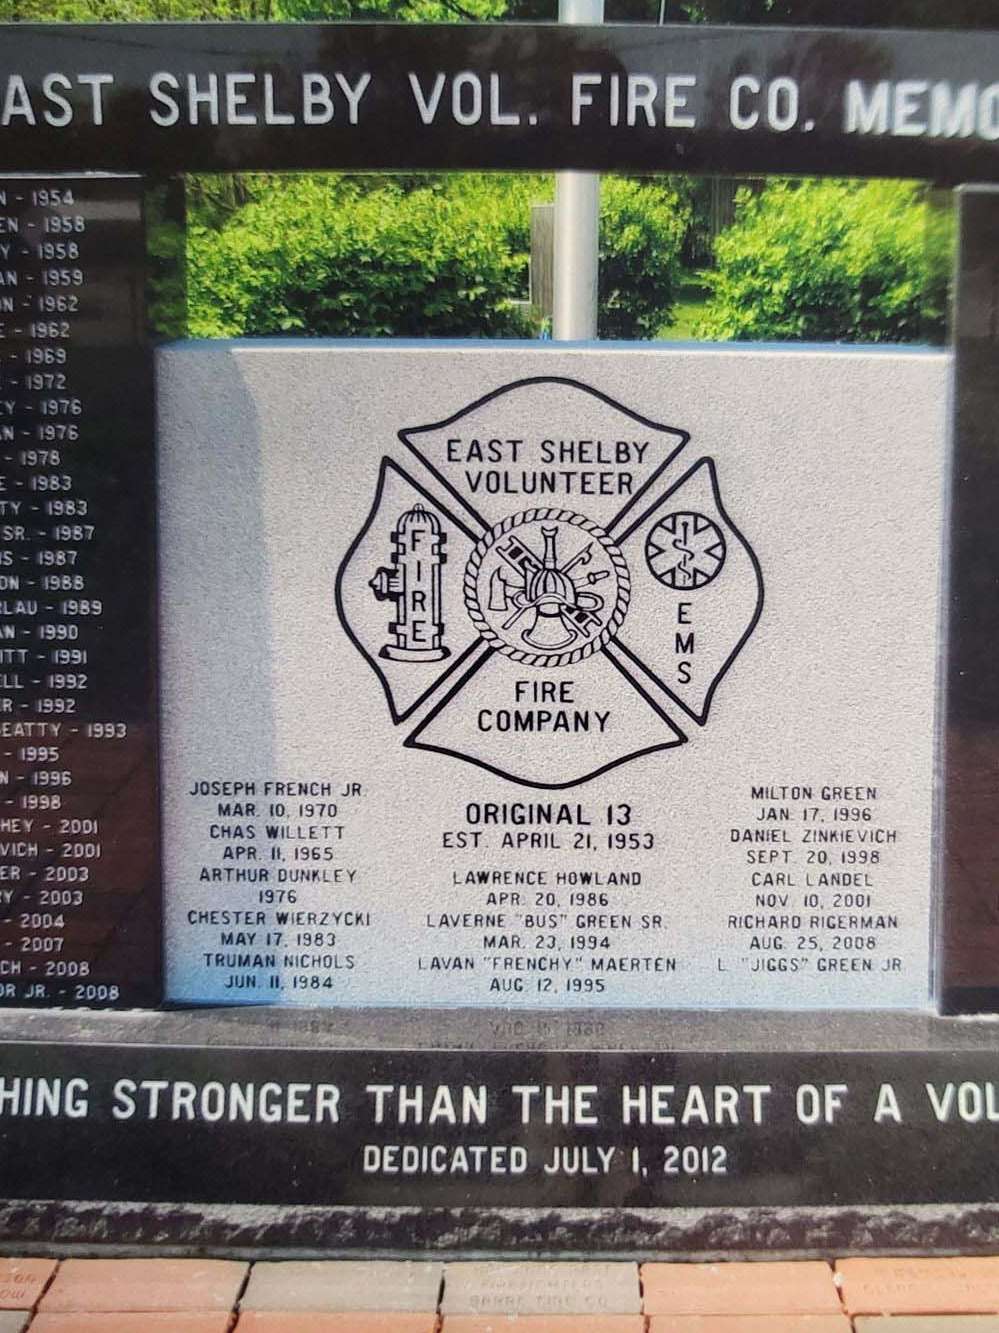 AST SHELBY VOL. FIRE CO. MEMO
N - 1954
EN - 1958
Y - 1958
AN - 1959
ON - 1962
E - 1962
- 1969
- 1972
EY - 1976
AN - 1976
- 1978
E - 1983
TY - 1983
SR. - 1987
IS - 1987
ON - 1988
RLAU - 1989
AN - 1990
ITT - 1991
ELL - 1992
R - 1992
EATTY - 1993
- 1995
N - 1996
- 1998
HEY - 2001
VICH - 2001
ER - 2003
RY - 2003
- 2004
- 2007
CH - 2008
OR JR. - 2008
EAST SHELBY
VOLUNTEER
FIRE
EMS
FIRE
COMPANY
JOSEPH FRENCH JR.
MAR. 10, 1970
CHAS WILLETT
APR. 11, 1965
ARTHUR DUNKLEY
1976
CHESTER WIERZYCKI
MAY 17, 1983
TRUMAN NICHOLS
JUN. 11, 1984
ORIGINAL 13
EST. APRIL 21, 1953
LAWRENCE HOWLAND
APR. 20, 1986
LAVERNE "BUS" GREEN SR.
MAR. 23, 1994
LAVAN "FRENCHY" MAERTEN
AUG. 12, 1995
MILTON GREEN
JAN. 17, 1996
DANIEL ZINKIEVICH
SEPT. 20, 1998
CARL LANDEL
NOV. 10, 2001
RICHARD RIGERMAN
AUG. 25, 2008
L. "JIGGS" GREEN JR.
HING STRONGER THAN THE HEART OF A VOL
DEDICATED JULY 1, 2012